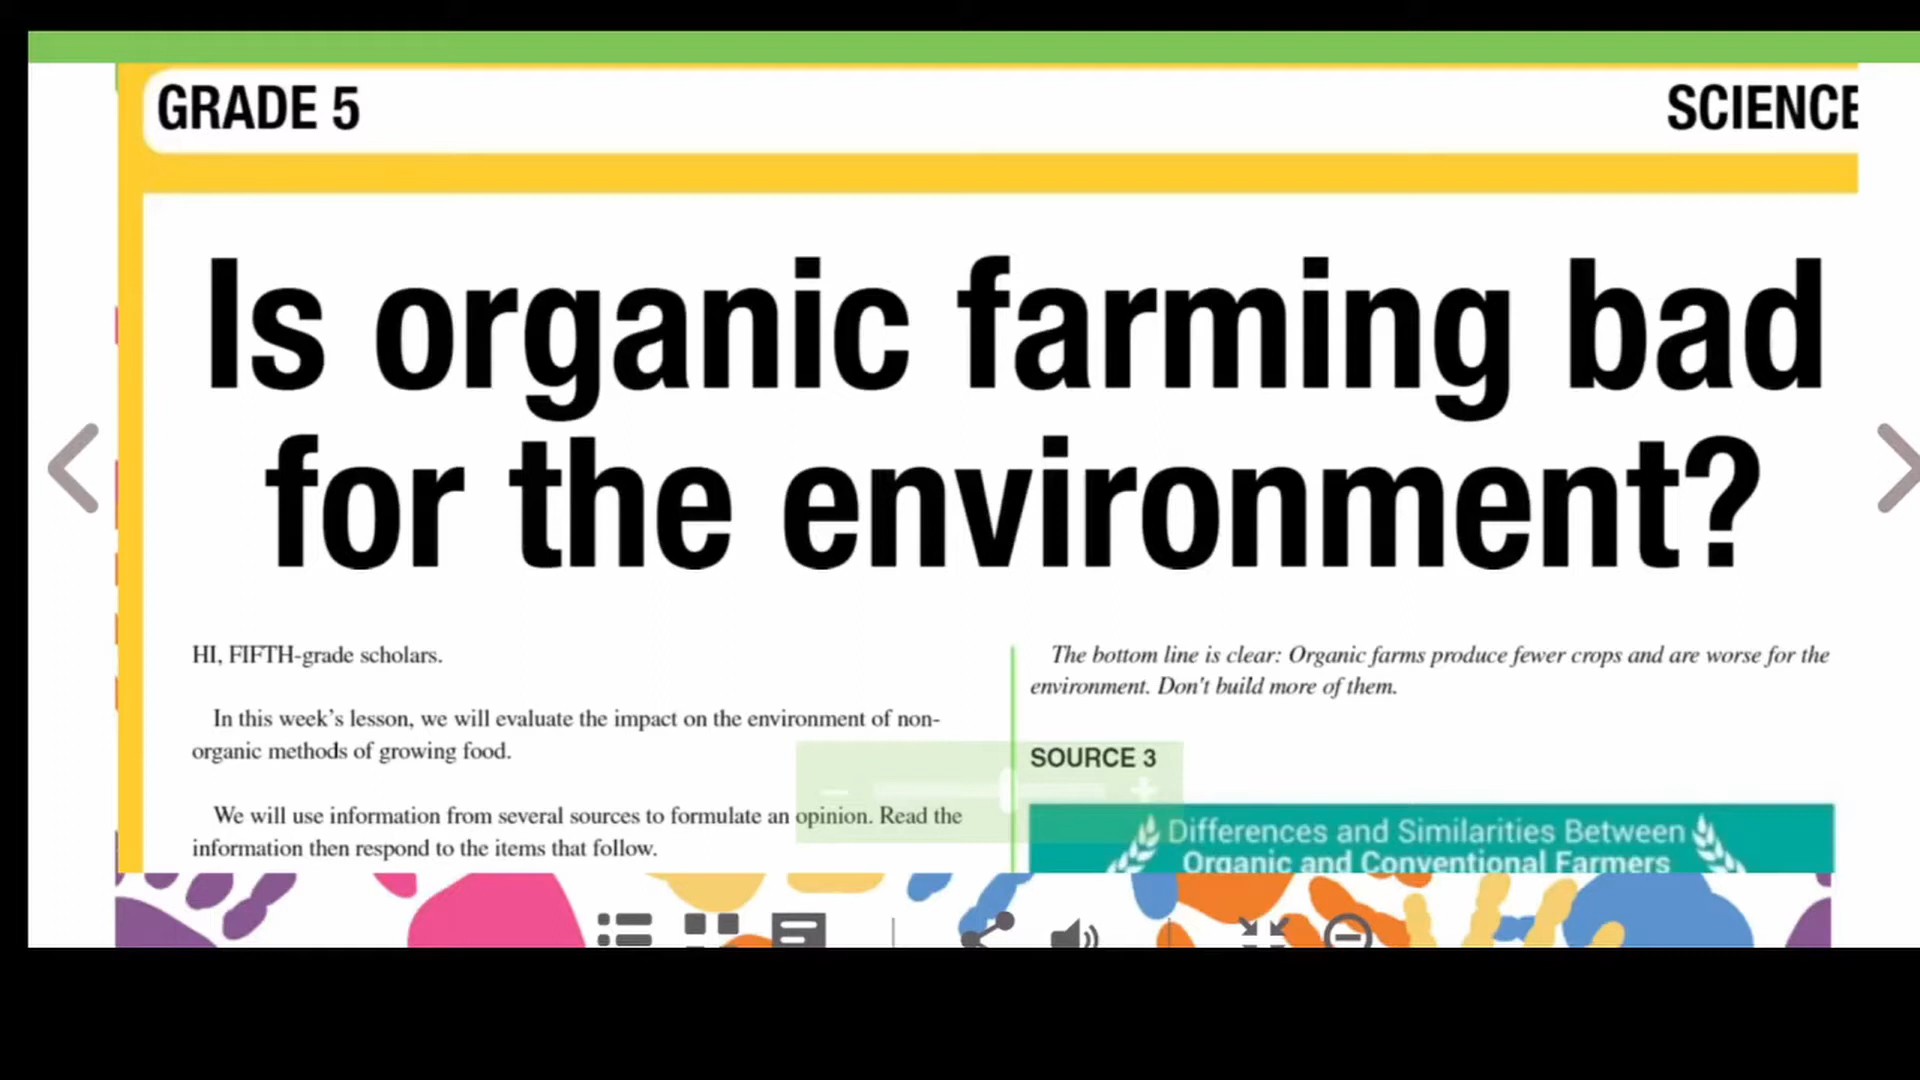 GRADE 5
SCIENCE
Is organic farming bad
for the environment?
HI, FIFTH-grade scholars.
In this week's lesson, we will evaluate the impact on the environment of non-
organic methods of growing food.
We will use information from several sources to formulate an opinion. Read the
information then respond to the items that follow.
The bottom line is clear: Organic farms produce fewer crops and are worse for the
environment. Don't build more of them.
SOURCE 3
Differences and Similarities Between
Organic and Conventional Farmers